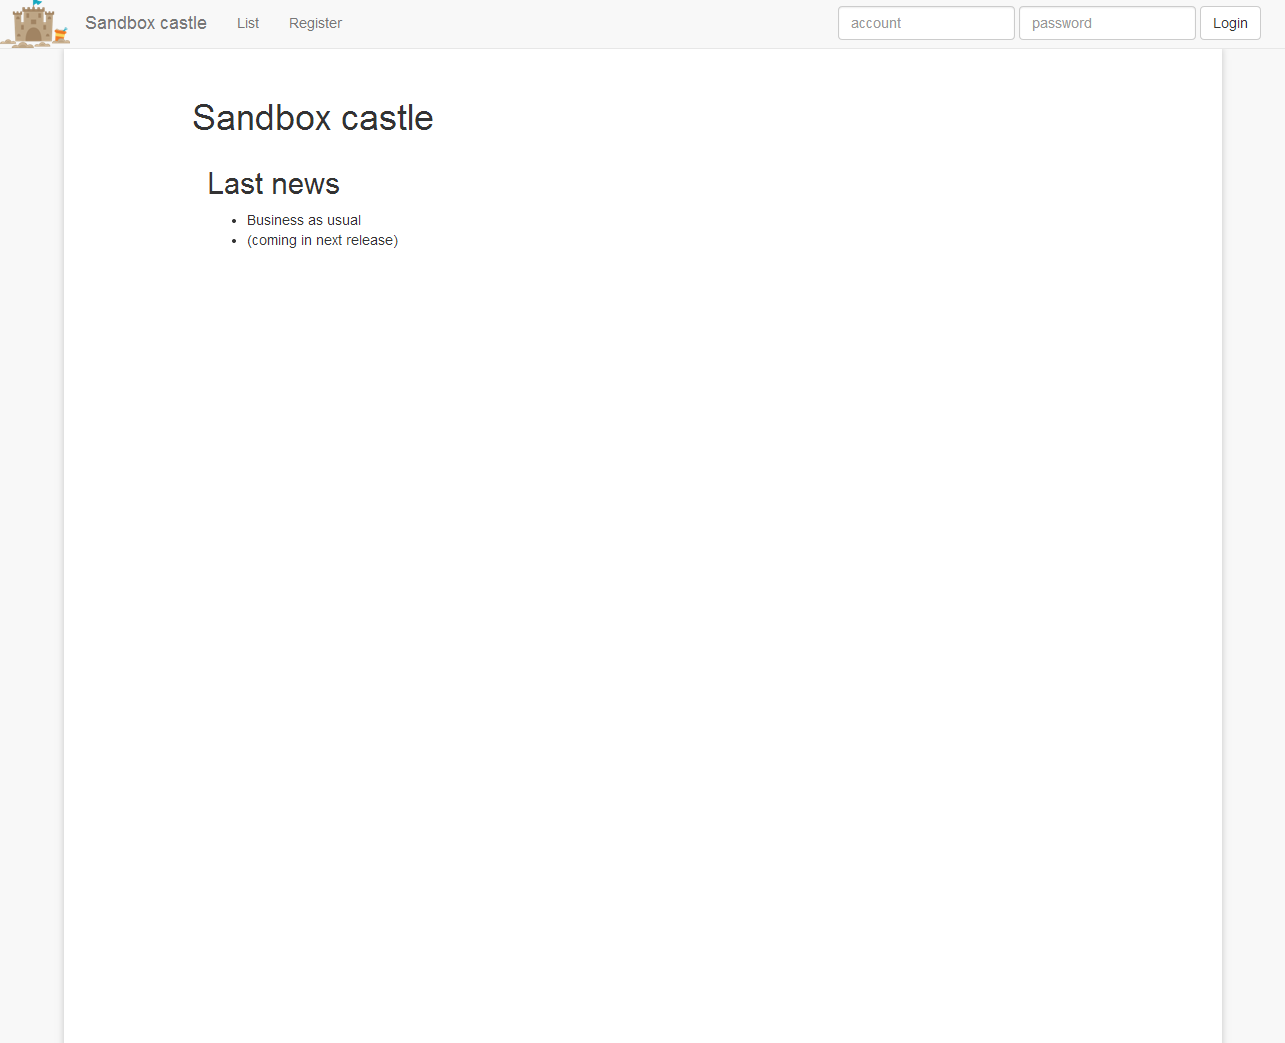 Sandbox castle List Register account password Login
Sandbox castle
Last news
Business as usual
(coming in next release)